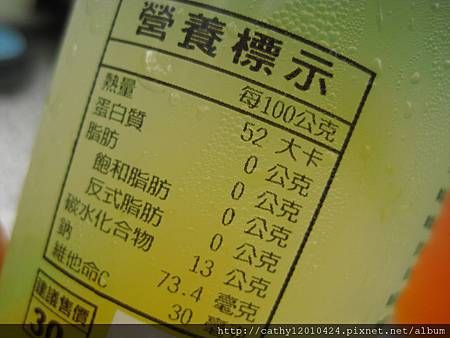 營養標示
每100公克
熱量 52 大卡
蛋白質 0 公克
脂肪 0 公克
飽和脂肪 0 公克
反式脂肪 0 公克
碳水化合物 13 公克
鈉 73.4 毫克
維他命C 30
建議售價
30
http://cathy12010424.pixnet.net/album